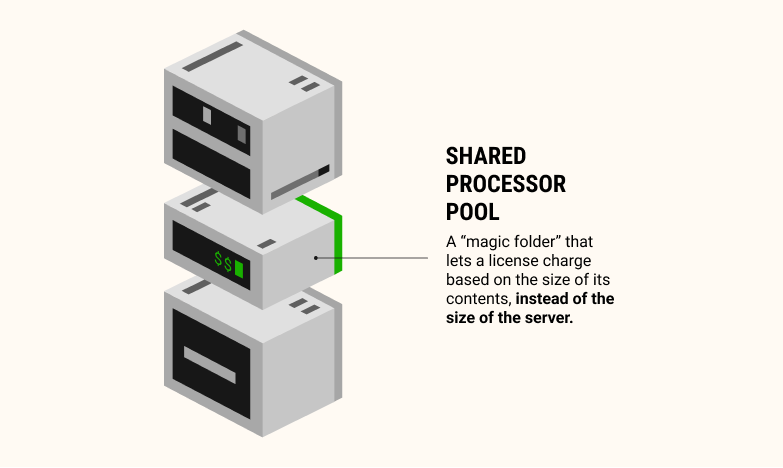 SHARED
PROCESSOR
POOL
A “magic folder” that
lets a license charge
based on the size of its
contents, instead of the
size of the server.
$$